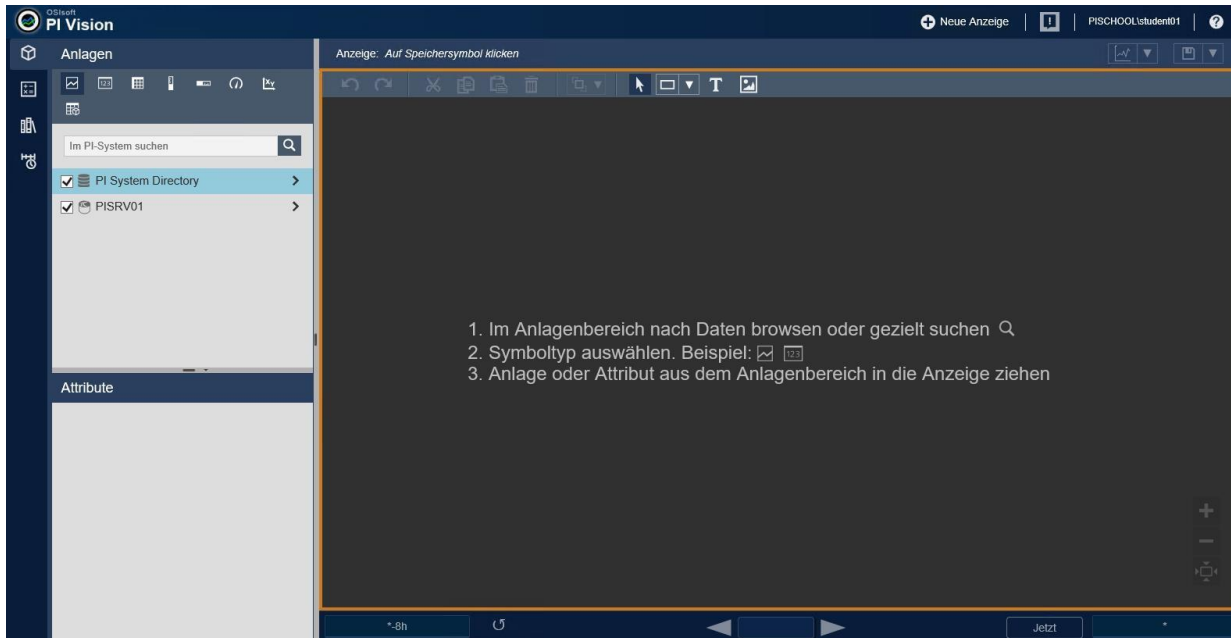 OSIsoft
PI Vision
Neue Anzeige
PISCHOOL\student01
?
Anlagen
Anzeige: Auf Speichersymbol klicken
123
T
Im PI-System suchen
PI System Directory
PISRV01
1. Im Anlagenbereich nach Daten browsen oder gezielt suchen
2. Symboltyp auswählen. Beispiel: 123
3. Anlage oder Attribut aus dem Anlagenbereich in die Anzeige ziehen
Attribute
*-8h
Jetzt
*